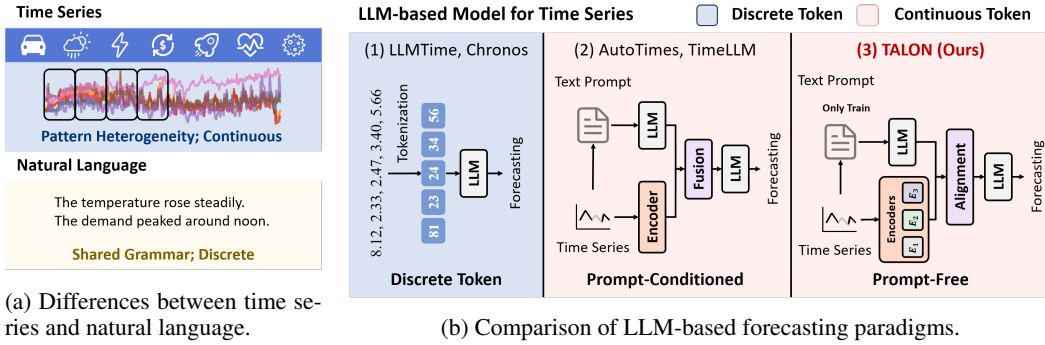 Time Series
Pattern Heterogeneity; Continuous
Natural Language
The temperature rose steadily.
The demand peaked around noon.
Shared Grammar; Discrete
(a) Differences between time se-
ries and natural language.
LLM-based Model for Time Series
Discrete Token
Continuous Token
(1) LLMTime, Chronos
8.12, 2.33, 2.47, 3.40, 5.66
Tokenization
81 23 24 34 56
LLM
Forecasting
Discrete Token
(2) AutoTimes, TimeLLM
Text Prompt
LLM
Time Series
Encoder
Fusion
LLM
Forecasting
Prompt-Conditioned
(3) TALON (Ours)
Text Prompt
Only Train
LLM
Time Series
Encoders
E3
E2
E1
Alignment
LLM
Forecasting
Prompt-Free
(b) Comparison of LLM-based forecasting paradigms.